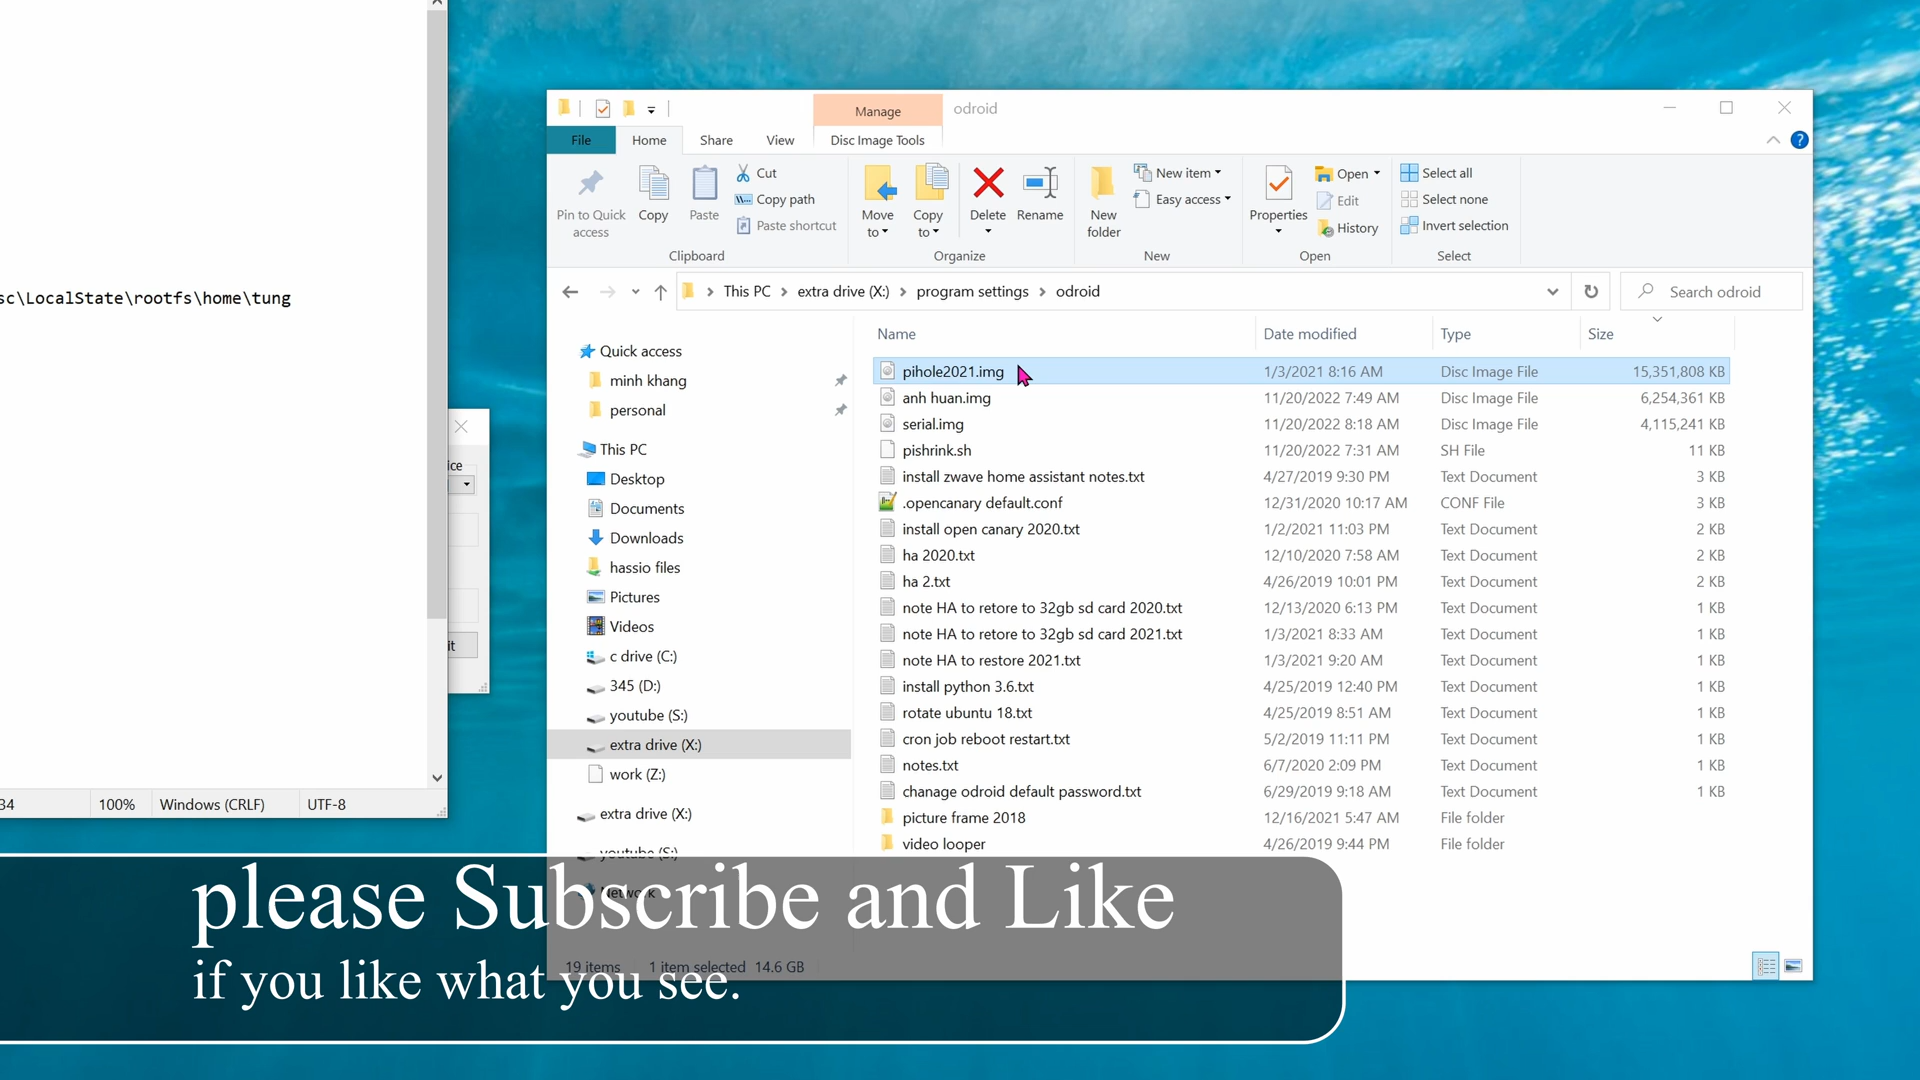 sc\LocalState\rootfs\home\tung
34
100%
Windows (CRLF)
UTF-8
ice
it
Manage
odroid
File
Home
Share
View
Disc Image Tools
Pin to Quick
access
Copy
Paste
Cut
Copy path
Paste shortcut
Clipboard
Move
to
Copy
to
Delete
Rename
Organize
New
folder
New item
Easy access
New
Properties
Open
Edit
History
Open
Select all
Select none
Invert selection
Select
This PC > extra drive (X:) > program settings > odroid
Search odroid
Name Date modified Type Size
Quick access
minh khang
personal
This PC
Desktop
Documents
Downloads
hassio files
Pictures
Videos
c drive (C:)
345 (D:)
youtube (S:)
extra drive (X:)
work (Z:)
extra drive (X:)
youtube (S:)
Network
pihole2021.img 1/3/2021 8:16 AM Disc Image File 15,351,808 KB
anh huan.img 11/20/2022 7:49 AM Disc Image File 6,254,361 KB
serial.img 11/20/2022 8:18 AM Disc Image File 4,115,241 KB
pishrink.sh 11/20/2022 7:31 AM SH File 11 KB
install zwave home assistant notes.txt 4/27/2019 9:30 PM Text Document 3 KB
.opencanary default.conf 12/31/2020 10:17 AM CONF File 3 KB
install open canary 2020.txt 1/2/2021 11:03 PM Text Document 2 KB
ha 2020.txt 12/10/2020 7:58 AM Text Document 2 KB
ha 2.txt 4/26/2019 10:01 PM Text Document 2 KB
note HA to retore to 32gb sd card 2020.txt 12/13/2020 6:13 PM Text Document 1 KB
note HA to retore to 32gb sd card 2021.txt 1/3/2021 8:33 AM Text Document 1 KB
note HA to restore 2021.txt 1/3/2021 9:20 AM Text Document 1 KB
install python 3.6.txt 4/25/2019 12:40 PM Text Document 1 KB
rotate ubuntu 18.txt 4/25/2019 8:51 AM Text Document 1 KB
cron job reboot restart.txt 5/2/2019 11:11 PM Text Document 1 KB
notes.txt 6/7/2020 2:09 PM Text Document 1 KB
chanage odroid default password.txt 6/29/2019 9:18 AM Text Document 1 KB
picture frame 2018 12/16/2021 5:47 AM File folder
video looper 4/26/2019 9:44 PM File folder
19 items 1 item selected 14.6 GB
please Subscribe and Like
if you like what you see.